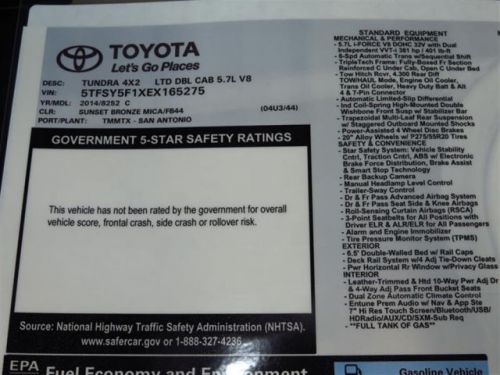 TOYOTA
Let's Go Places
DESC: TUNDRA 4X2 LTD DBL CAB 5.7L V8
VIN: 5TFSY5F1XEX165275
YR/MDL: 2014/8252 C
CLR: SUNSET BRONZE MICA/FB44 (04U3/44)
PORT/PLANT: TMMTX - SAN ANTONIO
GOVERNMENT 5-STAR SAFETY RATINGS
This vehicle has not been rated by the government for overall
vehicle score, frontal crash, side crash or rollover risk.
Source: National Highway Traffic Safety Administration (NHTSA).
www.safercar.gov or 1-888-327-4236
STANDARD EQUIPMENT
MECHANICAL & PERFORMANCE
- 5.7L I-FORCE V8 DOHC 32V with Dual
Independent VVT-i 381 hp / 401 lb-ft
- 6-Spd Automatic Trans w/Sequential Shift
- TripleTech Frame: Fully-Boxed Fr Section
Reinforced C Under Cab, Open C Under Bed
- Tow Hitch Rcvr, 4.300 Rear Diff
TOW/HAUL Mode, Engine Oil Cooler,
Trans Oil Cooler, Heavy Duty Batt & Alt
4 & 7-Pin Connector
- Automatic Limited-Slip Differential
- Ind Coil-Spring High-Mounted Double
Wishbone Front Susp w/ Stabilizer Bar
- Trapezoidal Multi-Leaf Rear Suspension
w/ Staggered Outboard Mounted Shocks
- Power-Assisted 4 Wheel Disc Brakes
- 20" Alloy Wheels w/ P275/55R20 Tires
SAFETY & CONVENIENCE
- Star Safety System: Vehicle Stability
Cntrl, Traction Cntrl, ABS w/ Electronic
Brake Force Distribution, Brake Assist
& Smart Stop Technology
- Rear Backup Camera
- Manual Headlamp Level Control
- Trailer-Sway Control
- Dr & Fr Pass Advanced Airbag System
- Dr & Fr Pass Seat Side & Knee Airbags
- Roll-Sensing Curtain Airbags (RSCA)
- 3-Point Seatbelts for All Positions with
Driver ELR & ALR/ELR for All Passengers
- Alarm and Engine Immobilizer
- Tire Pressure Monitor System (TPMS)
EXTERIOR
- 6.5' Double-Walled Bed w/ Rail Caps
- Deck Rail System w/4 Adj Tie-Down Cleats
- Pwr Horizontal Rr Window w/Privacy Glass
INTERIOR
- Leather-Trimmed & Htd 10-Way Pwr Adj Dr
& 4-Way Adj Pass Front Bucket Seats
- Dual Zone Automatic Climate Control
- Entune Prem Audio w/ Nav & App Ste
7" Hi Res Touch Screen/Bluetooth/USB/
HDRadio/AUX/CD/SXM-Sub Req
- **FULL TANK OF GAS**
EPA
Fuel Economy and Environment
Gasoline Vehicle